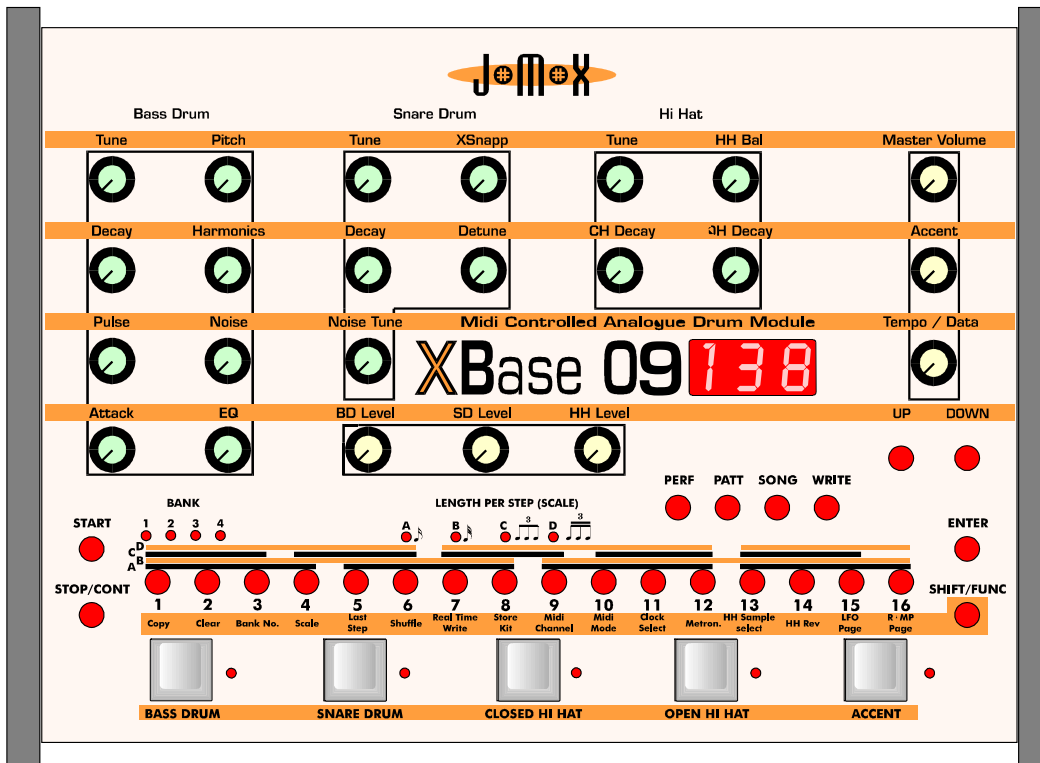 JoMoX
Bass Drum Snare Drum Hi Hat
Tune Pitch Tune XSnapp Tune HH Bal Master Volume
Decay Harmonics Decay Detune CH Decay OH Decay Accent
Pulse Noise Noise Tune Midi Controlled Analogue Drum Module Tempo / Data
XBase 09 138
Attack EQ BD Level SD Level HH Level UP DOWN
PERF PATT SONG WRITE
BANK LENGTH PER STEP (SCALE)
START 1 2 3 4 A B C 3 D 3 ENTER
D
C
B
A
STOP/CONT SHIFT/FUNC
1 2 3 4 5 6 7 8 9 10 11 12 13 14 15 16
Copy Clear Bank No. Scale Last Step Shuffle Real Time Write Store Kit Midi Channel Midi Mode Clock Select Metron. HH Sample select HH Rev LFO Page R·MP Page
BASS DRUM SNARE DRUM CLOSED HI HAT OPEN HI HAT ACCENT